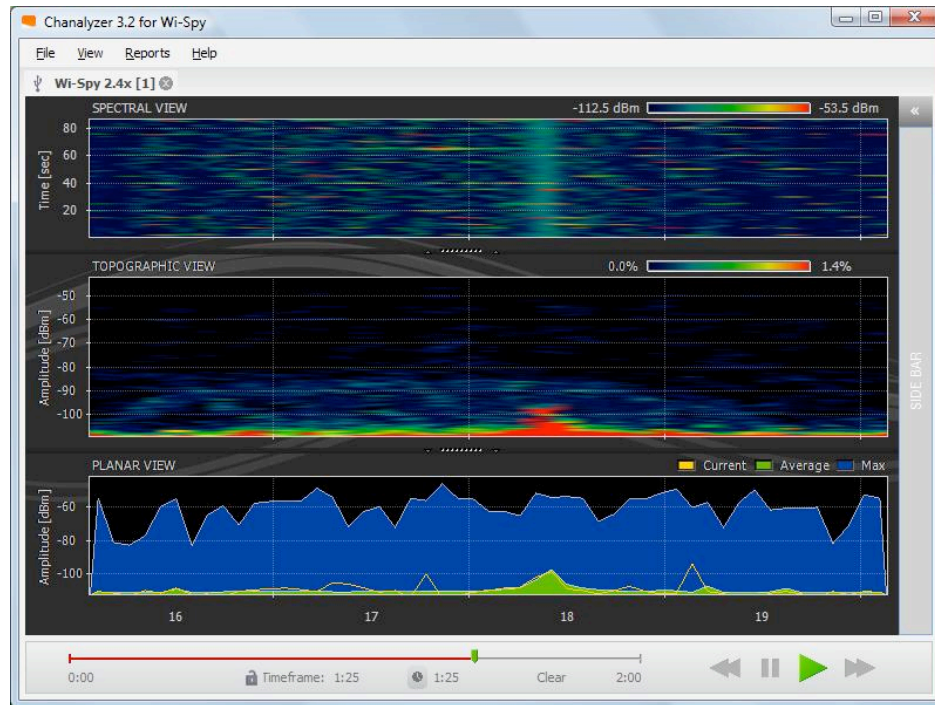 Chanalyzer 3.2 for Wi-Spy
File View Reports Help
Wi-Spy 2.4x [1]
SPECTRAL VIEW -112.5 dBm -53.5 dBm
80
60
40
20
Time [sec]
TOPOGRAPHIC VIEW 0.0% 1.4%
-50
-60
-70
-80
-90
-100
Amplitude [dBm]
SIDE BAR
PLANAR VIEW Current Average Max
-60
-80
-100
Amplitude [dBm]
16 17 18 19
0:00 Timeframe: 1:25 1:25 Clear 2:00